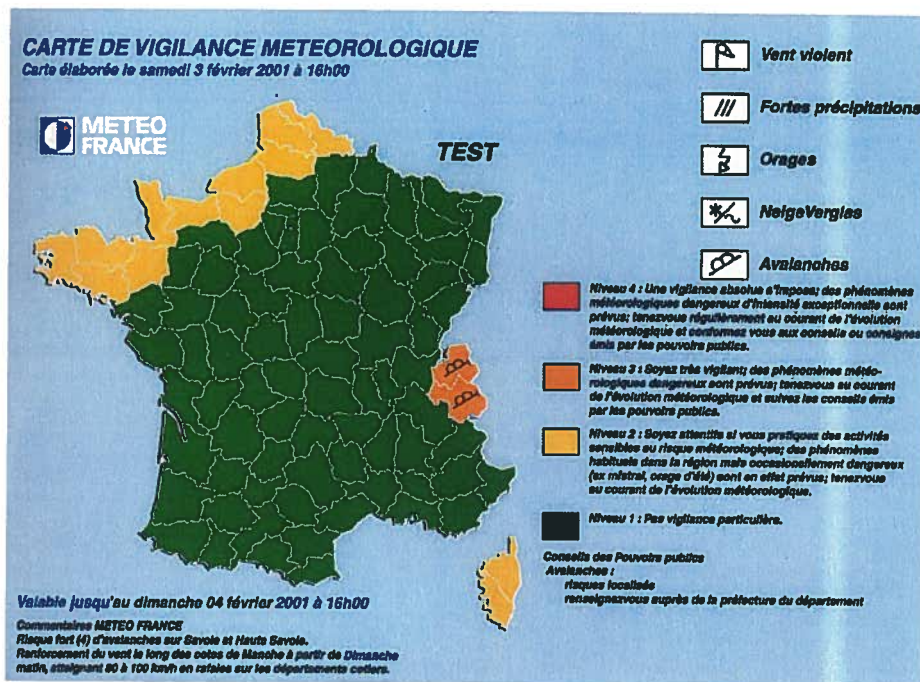 CARTE DE VIGILANCE METEOROLOGIQUE
Carte élaborée le samedi 3 février 2001 à 16h00
METEO
FRANCE
TEST
Vent violent
Fortes précipitations
Orages
NeigeVerglas
Avalanches
Niveau 4 : Une vigilance absolue s'impose; des phénomènes
météorologiques dangereux d'intensité exceptionnelle sont
prévus; tenezvous régulièrement au courant de l'évolution
météorologique et conformez vous aux conseils ou consignes
émis par les pouvoirs publics.
Niveau 3 : Soyez très vigilant; des phénomènes météo-
rologiques dangereux sont prévus; tenezvous au courant
de l'évolution météorologique et suivez les conseils émis
par les pouvoirs publics.
Niveau 2 : Soyez attentifs si vous pratiquez des activités
sensibles au risque météorologique; des phénomènes
habituels dans la région mais occasionellement dangereux
(ex mistral, orage d'été) sont en effet prévus; tenezvous
au courant de l'évolution météorologique.
Niveau 1 : Pas vigilance particulière.
Conseils des Pouvoirs publics
Avalanches :
risques localisés
renseignezvous auprès de la préfecture du département
Valable jusqu'au dimanche 04 février 2001 à 16h00
Commentaires METEO FRANCE
Risque fort (4) d'avalanches sur Savoie et Haute Savoie.
Renforcement du vent le long des cotes de Manche à partir de Dimanche
matin, atteignant 80 à 100 km/h en rafales sur les départements cotiers.